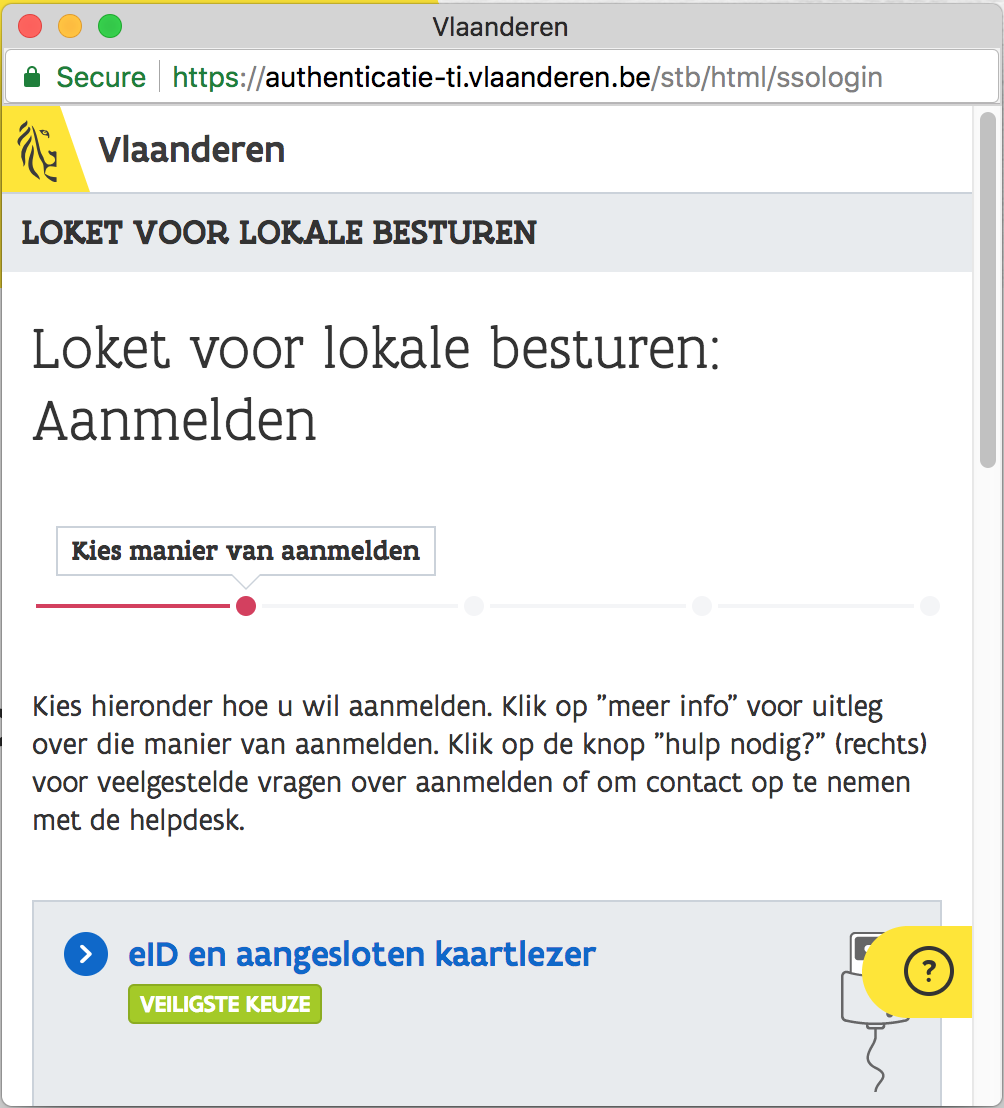 Vlaanderen
Secure https://authenticatie-ti.vlaanderen.be/stb/html/ssologin
Vlaanderen
LOKET VOOR LOKALE BESTUREN
Loket voor lokale besturen:
Aanmelden
Kies manier van aanmelden
Kies hieronder hoe u wil aanmelden. Klik op ”meer info” voor uitleg
over die manier van aanmelden. Klik op de knop ”hulp nodig?” (rechts)
voor veelgestelde vragen over aanmelden of om contact op te nemen
met de helpdesk.
eID en aangesloten kaartlezer
VEILIGSTE KEUZE
?